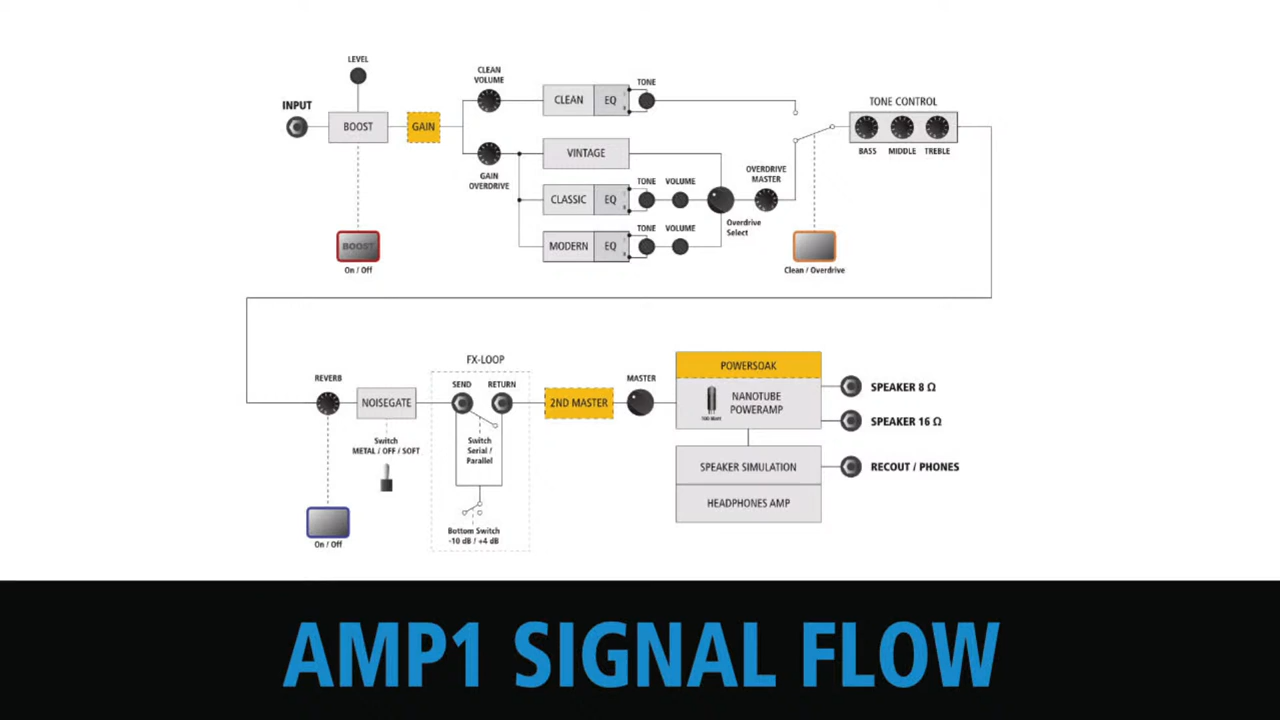 LEVEL
INPUT
BOOST
GAIN
CLEAN
VOLUME
CLEAN
EQ
TONE
TONE CONTROL
BASS
MIDDLE
TREBLE
GAIN
OVERDRIVE
VINTAGE
OVERDRIVE
MASTER
CLASSIC
EQ
TONE
VOLUME
Overdrive
Select
MODERN
EQ
TONE
VOLUME
BOOST
On / Off
Clean / Overdrive
REVERB
On / Off
NOISEGATE
Switch
METAL / OFF / SOFT
FX-LOOP
SEND
RETURN
Switch
Serial /
Parallel
Bottom Switch
-10 dB / +4 dB
2ND MASTER
MASTER
POWERSOAK
NANOTUBE
POWERAMP
SPEAKER 8 Ω
SPEAKER 16 Ω
SPEAKER SIMULATION
RECOUT / PHONES
HEADPHONES AMP
AMP1 SIGNAL FLOW